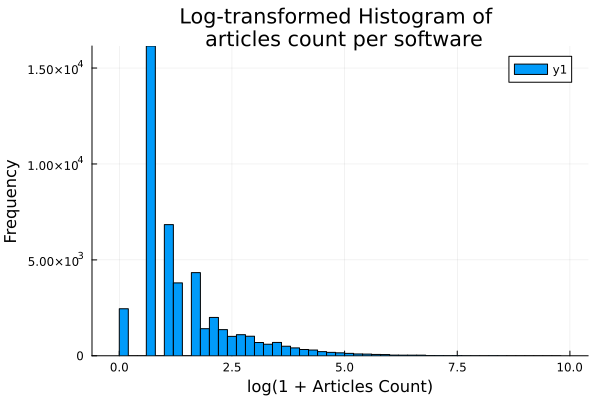 Log-transformed Histogram of
articles count per software
1.50×10⁴
1.00×10⁴
5.00×10³
0
Frequency
y1
0.0 2.5 5.0 7.5 10.0
log(1 + Articles Count)